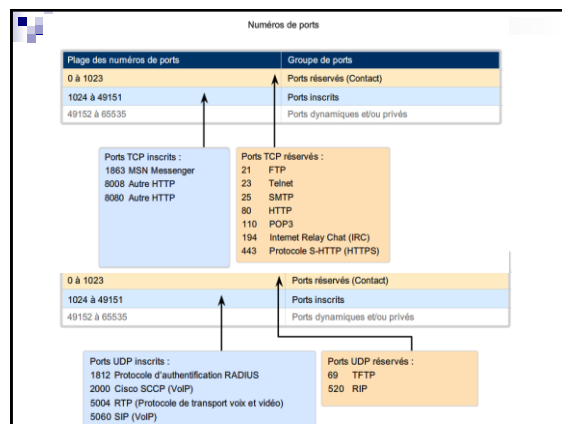 Numéros de ports
Plage des numéros de ports Groupe de ports
0 à 1023 Ports réservés (Contact)
1024 à 49151 Ports inscrits
49152 à 65535 Ports dynamiques et/ou privés
Ports TCP inscrits :
1863 MSN Messenger
8008 Autre HTTP
8080 Autre HTTP
Ports TCP réservés :
21 FTP
23 Telnet
25 SMTP
80 HTTP
110 POP3
194 Internet Relay Chat (IRC)
443 Protocole S-HTTP (HTTPS)
0 à 1023 Ports réservés (Contact)
1024 à 49151 Ports inscrits
49152 à 65535 Ports dynamiques et/ou privés
Ports UDP inscrits :
1812 Protocole d'authentification RADIUS
2000 Cisco SCCP (VoIP)
5004 RTP (Protocole de transport voix et vidéo)
5060 SIP (VoIP)
Ports UDP réservés :
69 TFTP
520 RIP